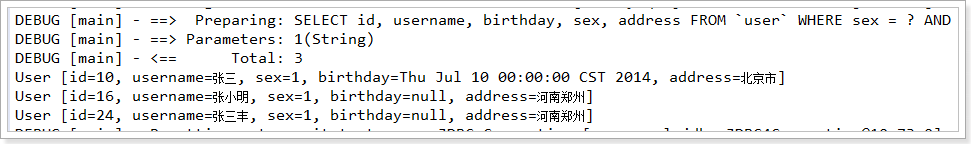 DEBUG [main] - ==>  Preparing: SELECT id, username, birthday, sex, address FROM `user` WHERE sex = ? AND
DEBUG [main] - ==> Parameters: 1(String)
DEBUG [main] - <==      Total: 3
User [id=10, username=张三, sex=1, birthday=Thu Jul 10 00:00:00 CST 2014, address=北京市]
User [id=16, username=张小明, sex=1, birthday=null, address=河南郑州]
User [id=24, username=张三丰, sex=1, birthday=null, address=河南郑州]